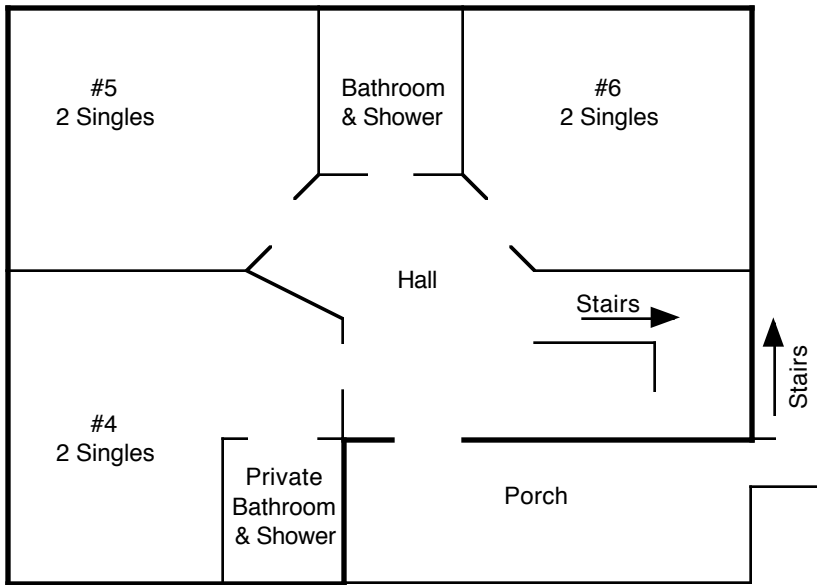 #5
2 Singles
Bathroom
& Shower
#6
2 Singles
Hall
Stairs
Stairs
#4
2 Singles
Private
Bathroom
& Shower
Porch